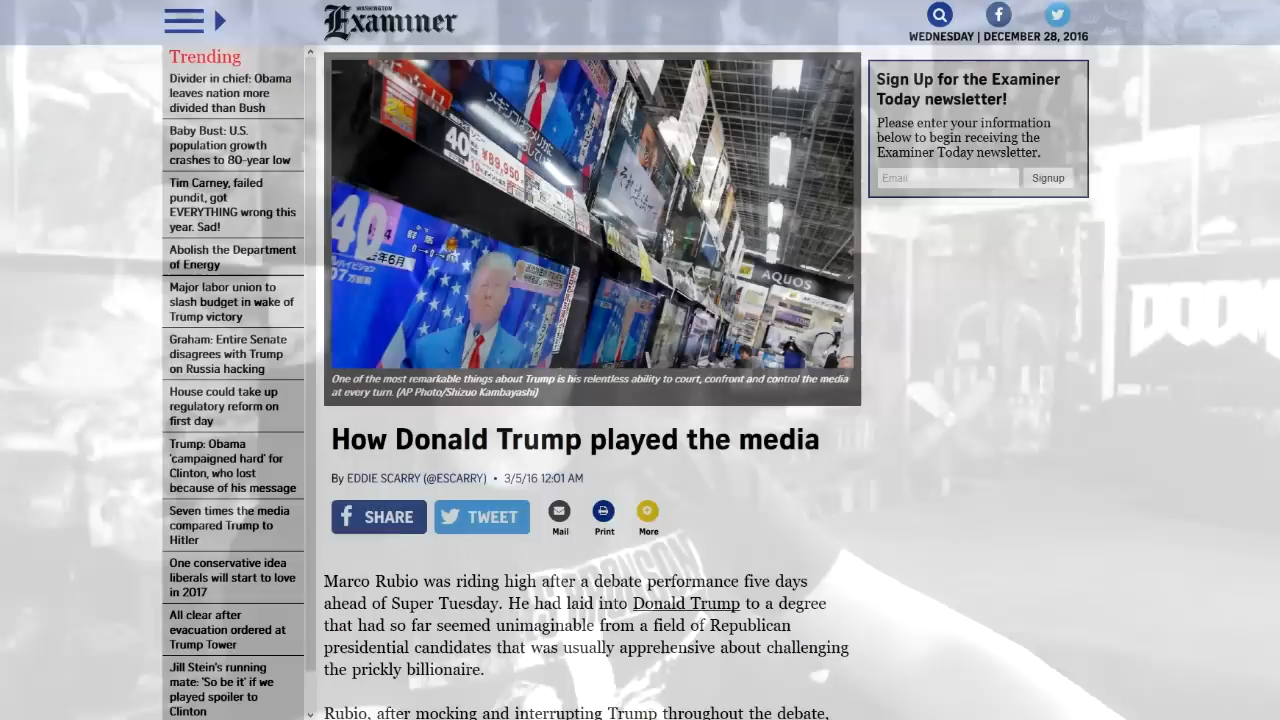 WASHINGTON
Examiner
WEDNESDAY | DECEMBER 28, 2016
Trending
Divider in chief: Obama
leaves nation more
divided than Bush
Baby Bust: U.S.
population growth
crashes to 80-year low
Tim Carney, failed
pundit, got
EVERYTHING wrong this
year. Sad!
Abolish the Department
of Energy
Major labor union to
slash budget in wake of
Trump victory
Graham: Entire Senate
disagrees with Trump
on Russia hacking
House could take up
regulatory reform on
first day
Trump: Obama
'campaigned hard' for
Clinton, who lost
because of his message
Seven times the media
compared Trump to
Hitler
One conservative idea
liberals will start to love
in 2017
All clear after
evacuation ordered at
Trump Tower
Jill Stein's running
mate: 'So be it' if we
played spoiler to
Clinton
40
¥89,950
40
年6月
AQUOS
One of the most remarkable things about Trump is his relentless ability to court, confront and control the media
at every turn. (AP Photo/Shizuo Kambayashi)
How Donald Trump played the media
By EDDIE SCARRY (@ESCARRY) • 3/5/16 12:01 AM
SHARE
TWEET
Mail
Print
More
Marco Rubio was riding high after a debate performance five days
ahead of Super Tuesday. He had laid into Donald Trump to a degree
that had so far seemed unimaginable from a field of Republican
presidential candidates that was usually apprehensive about challenging
the prickly billionaire.
Rubio, after mocking and interrupting Trump throughout the debate,
Sign Up for the Examiner
Today newsletter!
Please enter your information
below to begin receiving the
Examiner Today newsletter.
Email
Signup
DOOM